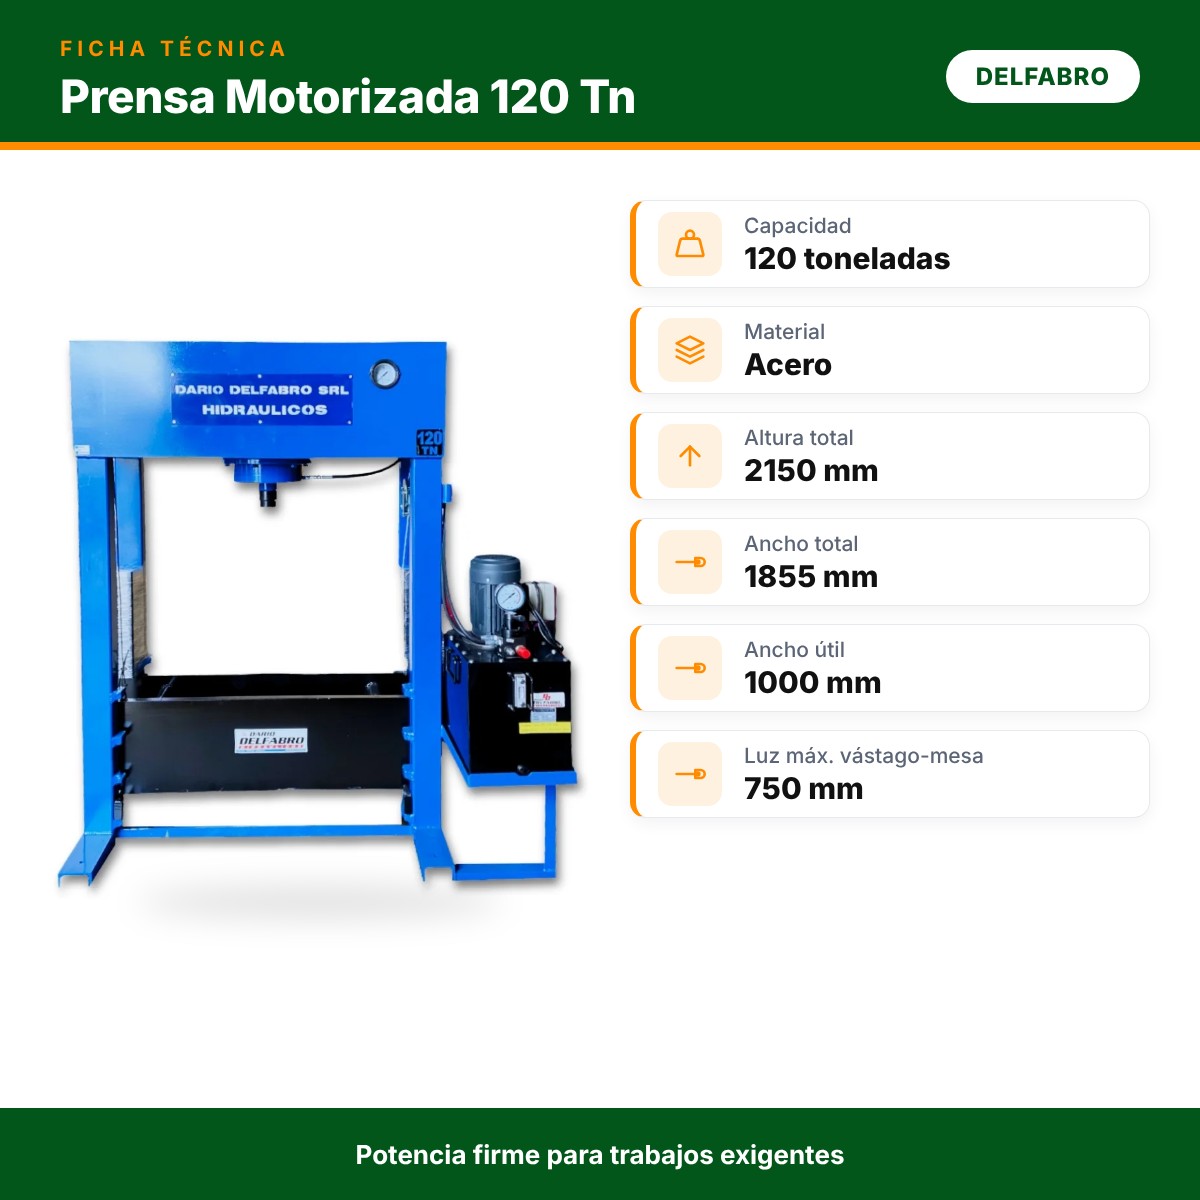 FICHA TÉCNICA
Prensa Motorizada 120 Tn
DELFABRO
Capacidad
120 toneladas
Material
Acero
Altura total
2150 mm
Ancho total
1855 mm
Ancho útil
1000 mm
Luz máx. vástago-mesa
750 mm
DARIO DELFABRO SRL
HIDRAULICOS
120
TN
DARIO
DELFABRO
Potencia firme para trabajos exigentes